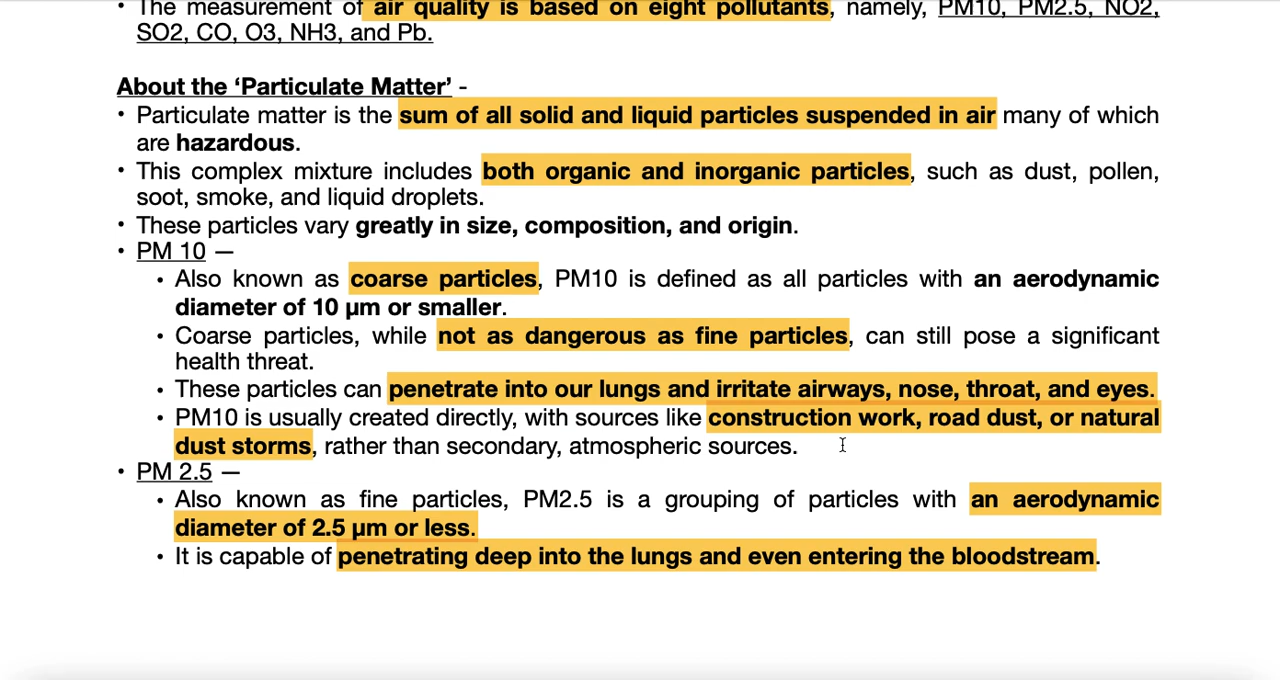 • The measurement of air quality is based on eight pollutants, namely, PM10, PM2.5, NO2,
SO2, CO, O3, NH3, and Pb.
About the ‘Particulate Matter’ -
• Particulate matter is the sum of all solid and liquid particles suspended in air many of which
are hazardous.
• This complex mixture includes both organic and inorganic particles, such as dust, pollen,
soot, smoke, and liquid droplets.
• These particles vary greatly in size, composition, and origin.
• PM 10 —
• Also known as coarse particles, PM10 is defined as all particles with an aerodynamic
diameter of 10 μm or smaller.
• Coarse particles, while not as dangerous as fine particles, can still pose a significant
health threat.
• These particles can penetrate into our lungs and irritate airways, nose, throat, and eyes.
• PM10 is usually created directly, with sources like construction work, road dust, or natural
dust storms, rather than secondary, atmospheric sources.
• PM 2.5 —
• Also known as fine particles, PM2.5 is a grouping of particles with an aerodynamic
diameter of 2.5 μm or less.
• It is capable of penetrating deep into the lungs and even entering the bloodstream.